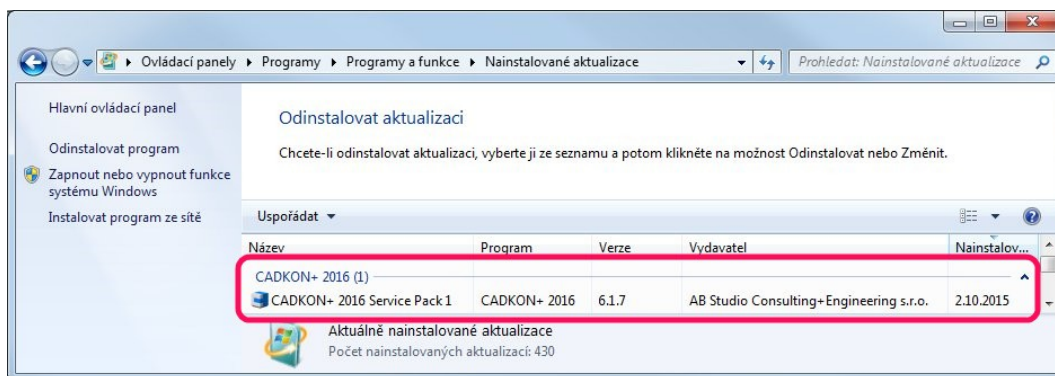 Ovládací panely ▸ Programy ▸ Programy a funkce ▸ Nainstalované aktualizace
Prohledat: Nainstalované aktualizace
Hlavní ovládací panel
Odinstalovat program
Zapnout nebo vypnout funkce
systému Windows
Instalovat program ze sítě
Odinstalovat aktualizaci
Chcete-li odinstalovat aktualizaci, vyberte ji ze seznamu a potom klikněte na možnost Odinstalovat nebo Změnit.
Uspořádat
Název Program Verze Vydavatel Nainstalov...
CADKON+ 2016 (1)
CADKON+ 2016 Service Pack 1 CADKON+ 2016 6.1.7 AB Studio Consulting+Engineering s.r.o. 2.10.2015
Aktuálně nainstalované aktualizace
Počet nainstalovaných aktualizací: 430